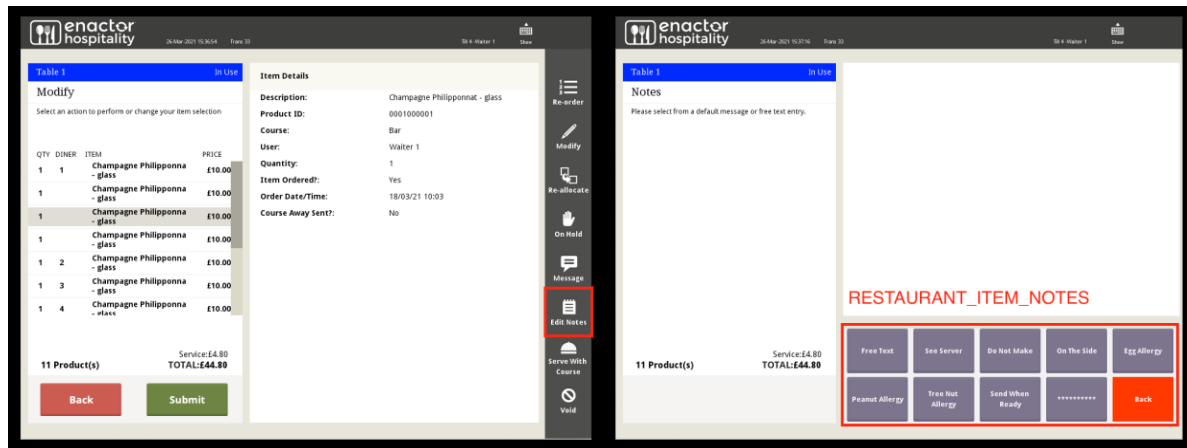 enactor
hospitality
26-Mar-2021 15:36:54 Trans 33
Till 4 -Waiter 1
Show
Table 1 In Use
Modify
Select an action to perform or change your item selection
QTY DINER ITEM PRICE
1 1 Champagne Philipponna £10.00
- glass
1 Champagne Philipponna £10.00
- glass
1 Champagne Philipponna £10.00
- glass
1 Champagne Philipponna £10.00
- glass
1 2 Champagne Philipponna £10.00
- glass
1 3 Champagne Philipponna £10.00
- glass
1 4 Champagne Philipponna £10.00
- glass
Service:£4.80
11 Product(s) TOTAL:£44.80
Back Submit
Item Details
Description: Champagne Philipponnat - glass
Product ID: 0001000001
Course: Bar
User: Waiter 1
Quantity: 1
Item Ordered?: Yes
Order Date/Time: 18/03/21 10:03
Course Away Sent?: No
Re-order
Modify
Re-allocate
On Hold
Message
Edit Notes
Serve With
Course
Void
enactor
hospitality
26-Mar-2021 15:37:16 Trans 33
Till 4 -Waiter 1
Show
Table 1 In Use
Notes
Please select from a default message or free text entry.
Service:£4.80
11 Product(s) TOTAL:£44.80
RESTAURANT_ITEM_NOTES
Free Text
See Server
Do Not Make
On The Side
Egg Allergy
Peanut Allergy
Tree Nut
Allergy
Send When
Ready
**********
Back